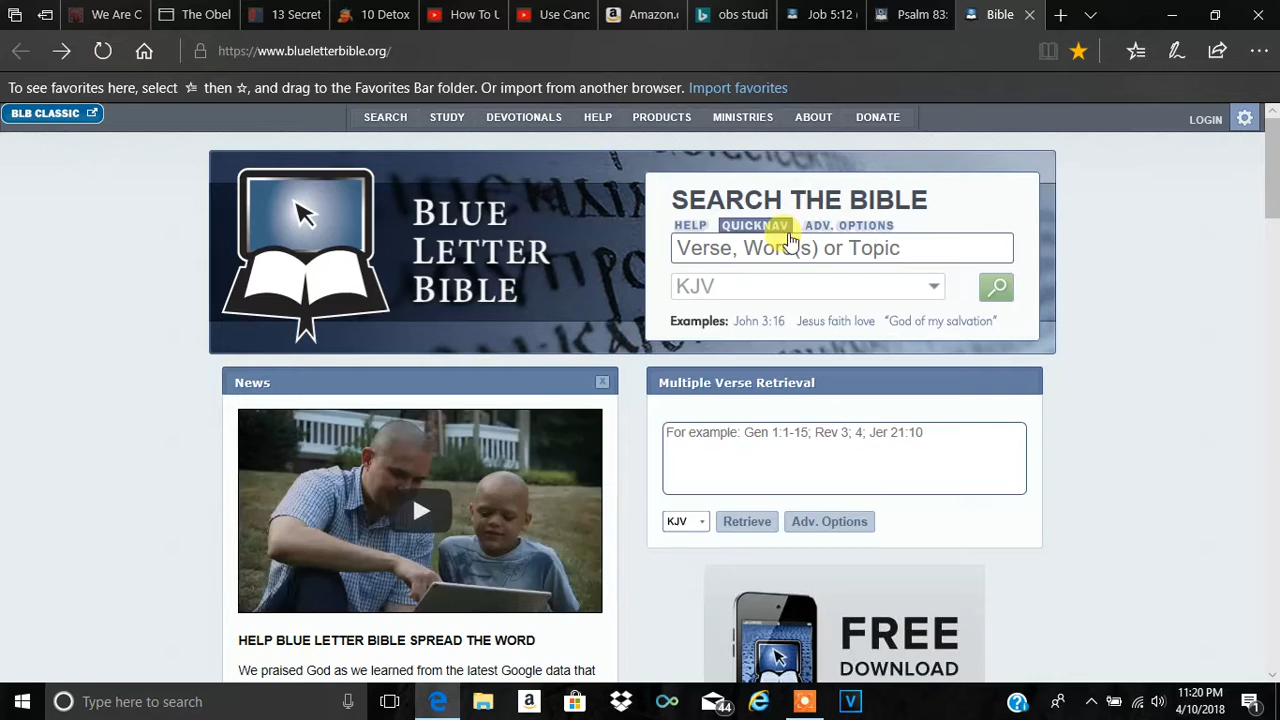 We Are C
The Obel
13 Secret
10 Detox
How To U
Use Canc
Amazon.c
obs studi
Job 5:12
Psalm 83:
Bible
https://www.blueletterbible.org/
To see favorites here, select ☆ then ☆, and drag to the Favorites Bar folder. Or import from another browser. Import favorites
BLB CLASSIC
SEARCH STUDY DEVOTIONALS HELP PRODUCTS MINISTRIES ABOUT DONATE
LOGIN
BLUE
LETTER
BIBLE
SEARCH THE BIBLE
HELP QUICKNAV ADV. OPTIONS
Verse, Word(s) or Topic
KJV
Examples: John 3:16 Jesus faith love "God of my salvation"
News
X
Multiple Verse Retrieval
For example: Gen 1:1-15; Rev 3; 4; Jer 21:10
KJV Retrieve Adv. Options
HELP BLUE LETTER BIBLE SPREAD THE WORD
We praised God as we learned from the latest Google data that
FREE
DOWNLOAD
Type here to search
44
11:20 PM
4/10/2018
1